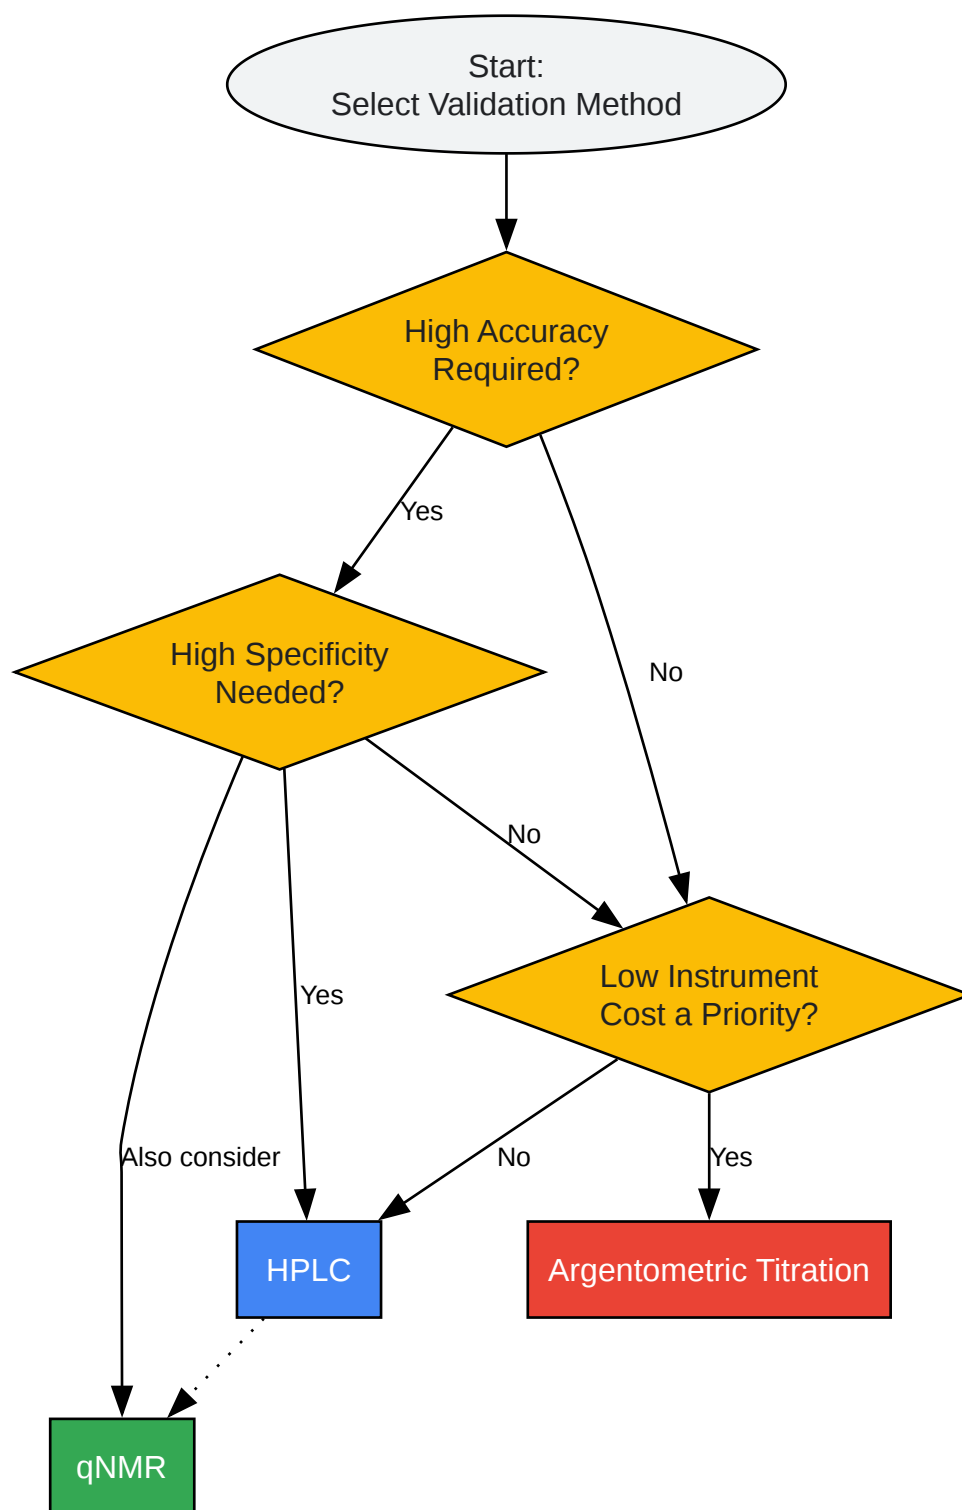 Start:
Select Validation Method
High Accuracy
Required?
Yes
High Specificity
Needed?
No
No
Yes
Low Instrument
Cost a Priority?
Also consider
No
Yes
HPLC
Argentometric Titration
qNMR